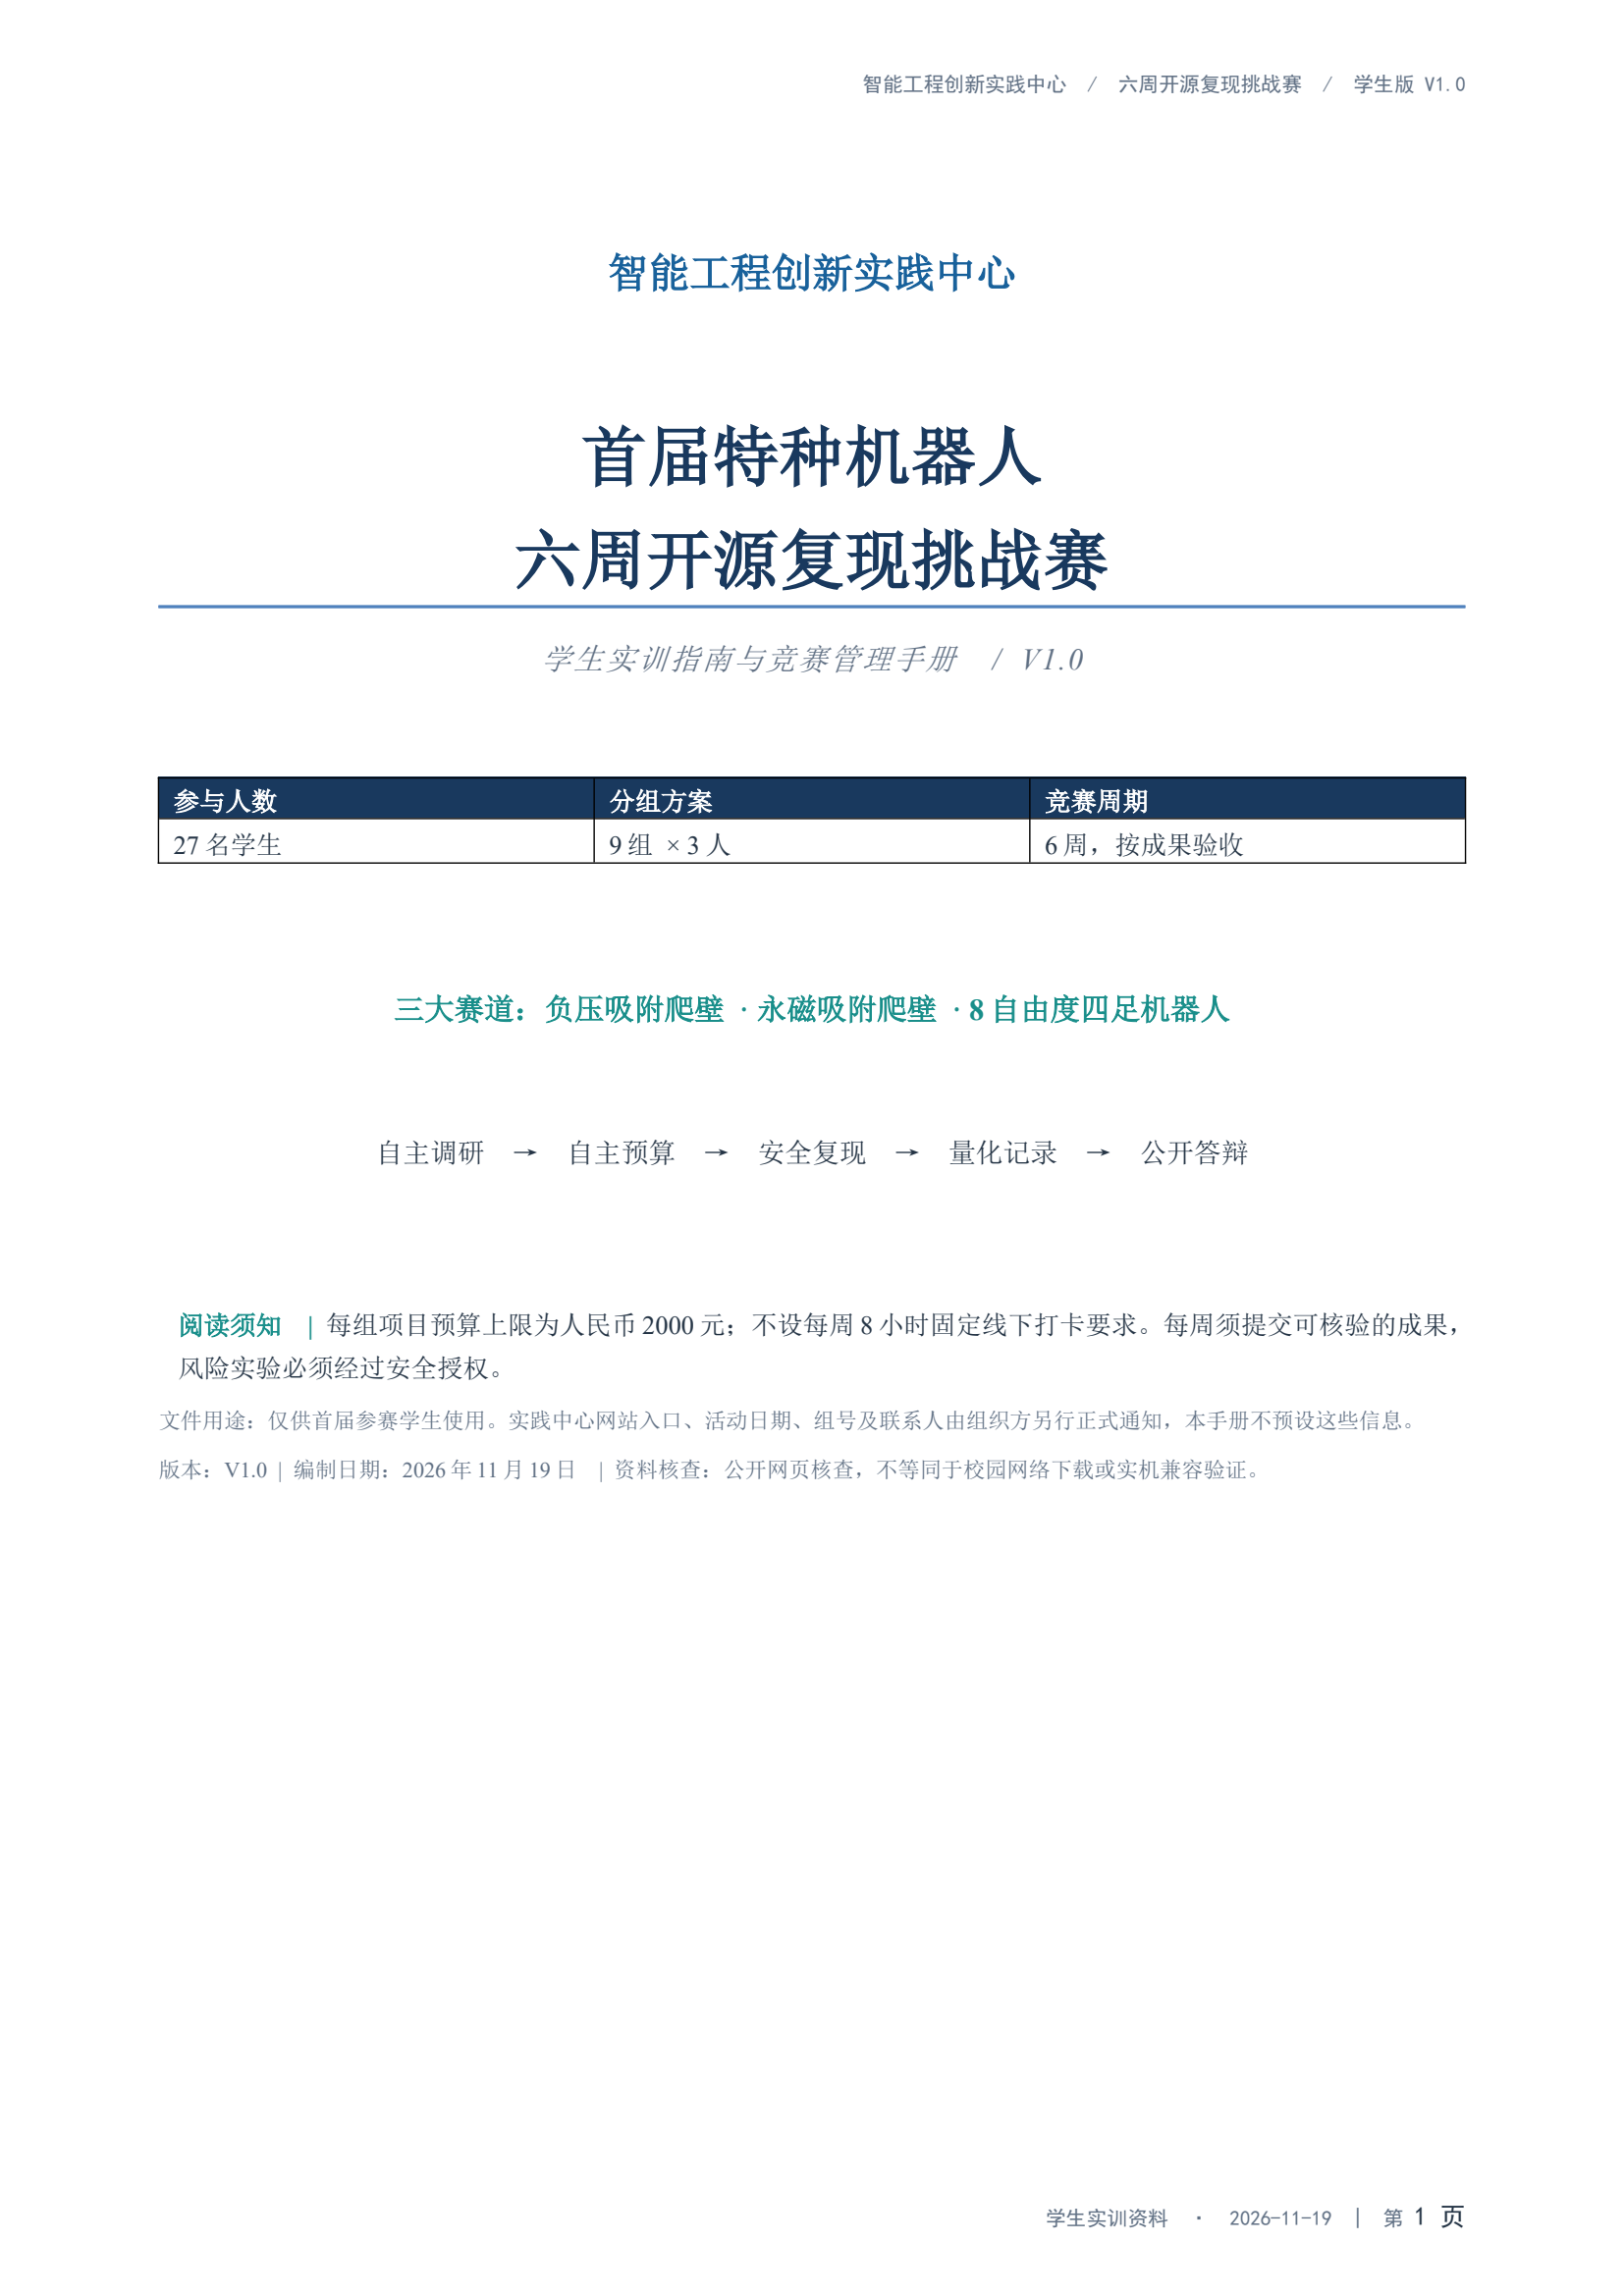 智能工程创新实践中心 / 六周开源复现挑战赛 / 学生版 V1.0
智能工程创新实践中心
首届特种机器人
六周开源复现挑战赛
学生实训指南与竞赛管理手册 / V1.0
参与人数 分组方案 竞赛周期
27 名学生 9 组 × 3 人 6 周，按成果验收
三大赛道：负压吸附爬壁 · 永磁吸附爬壁 · 8 自由度四足机器人
自主调研 → 自主预算 → 安全复现 → 量化记录 → 公开答辩
阅读须知 | 每组项目预算上限为人民币 2000 元；不设每周 8 小时固定线下打卡要求。每周须提交可核验的成果，
风险实验必须经过安全授权。
文件用途：仅供首届参赛学生使用。实践中心网站入口、活动日期、组号及联系人由组织方另行正式通知，本手册不预设这些信息。
版本：V1.0 | 编制日期：2026 年 11 月 19 日 | 资料核查：公开网页核查，不等同于校园网络下载或实机兼容验证。
学生实训资料 · 2026-11-19 | 第 1 页